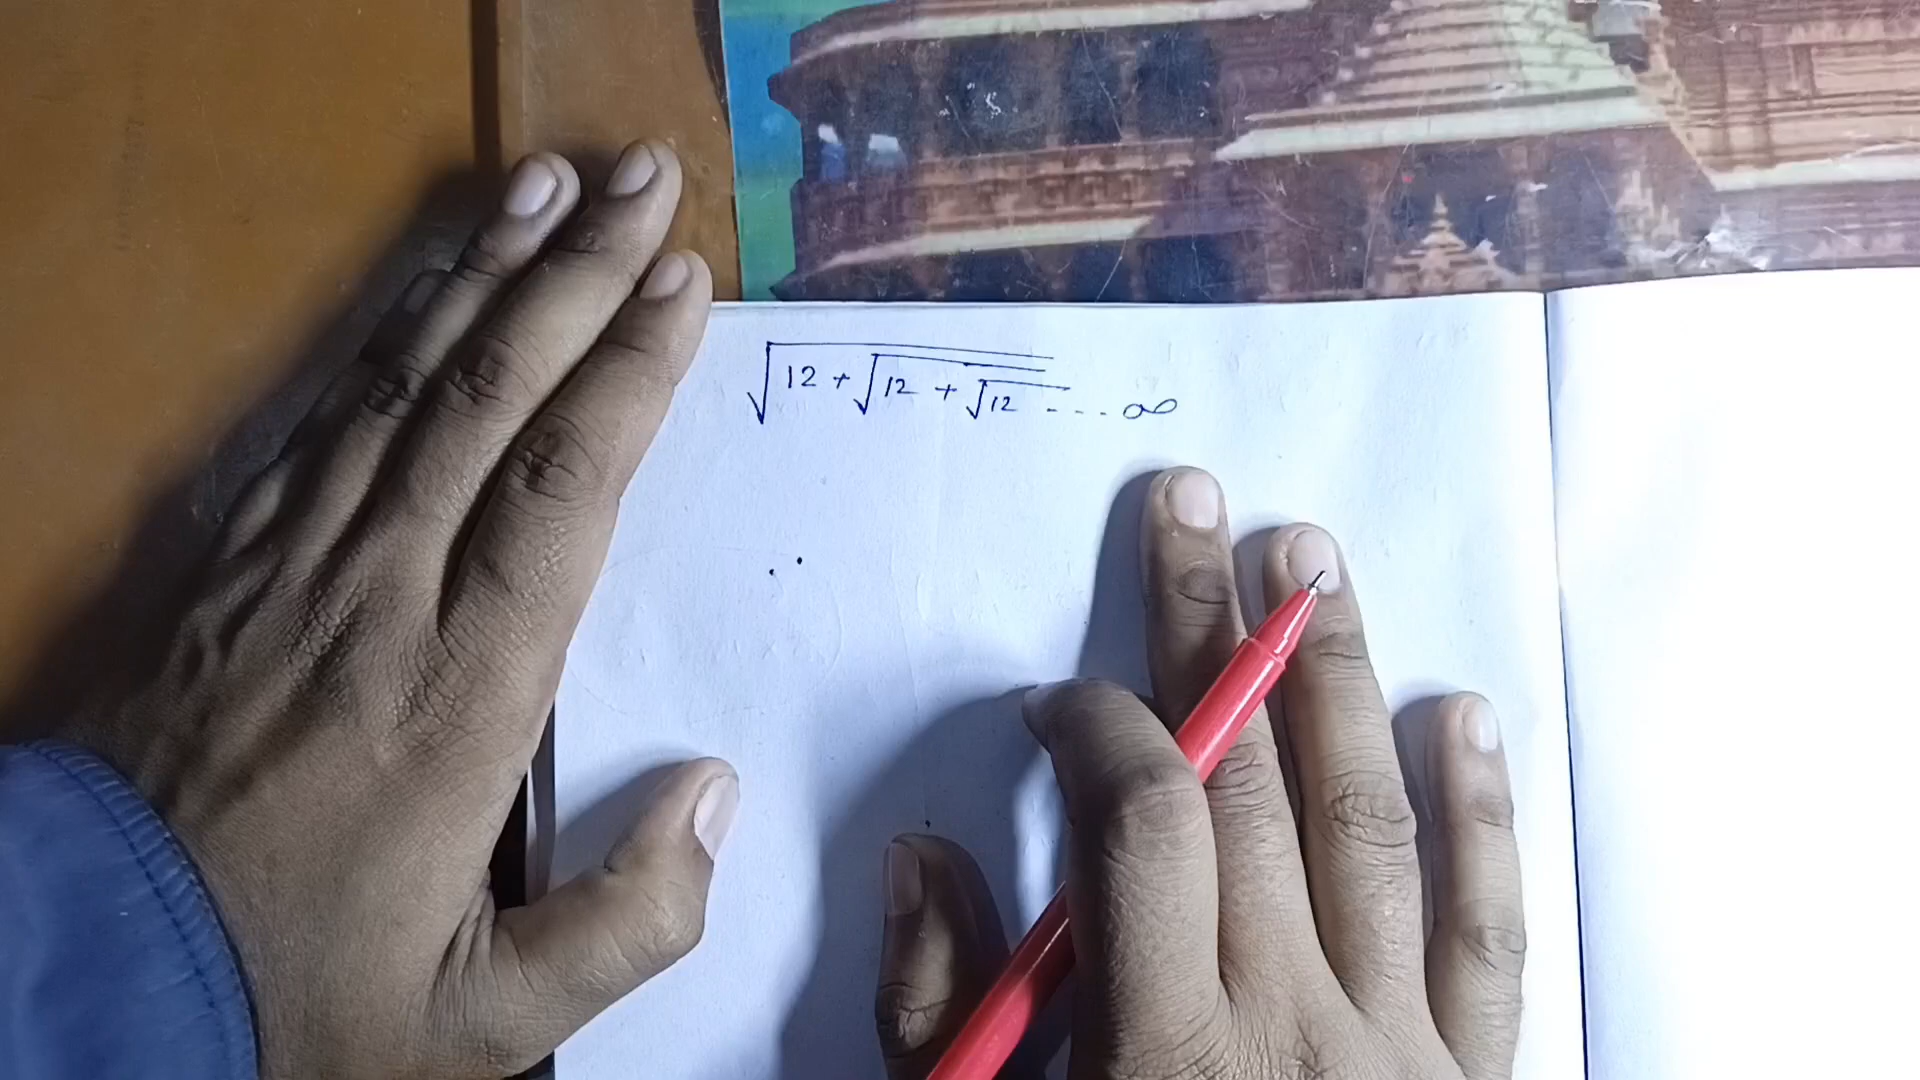 √12 + √12 + √12 - - - ∞